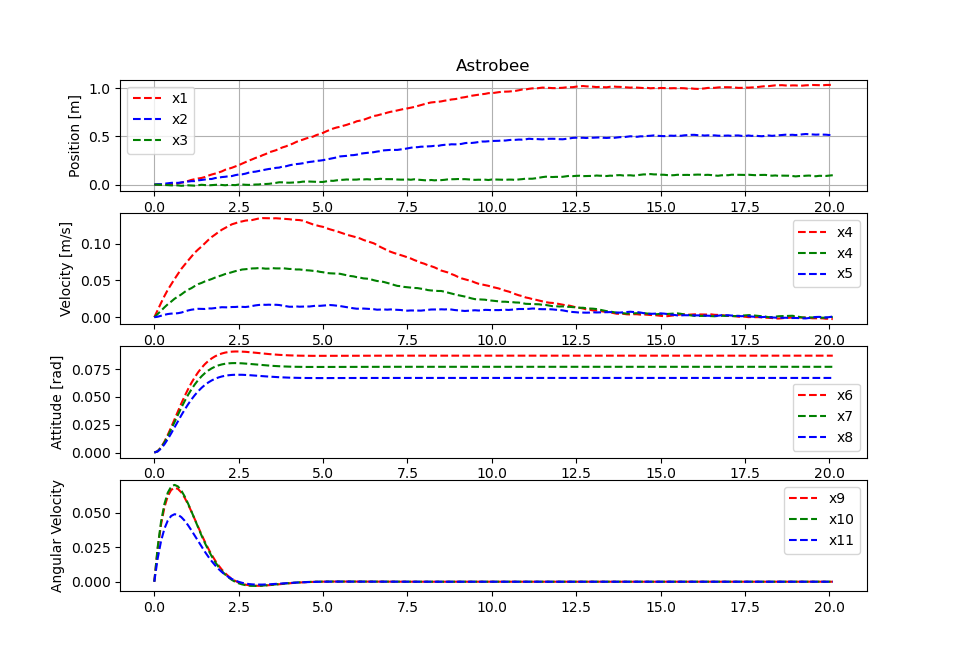 Astrobee
Position [m]
1.0
0.5
0.0
x1
x2
x3
0.0 2.5 5.0 7.5 10.0 12.5 15.0 17.5 20.0
Velocity [m/s]
0.10
0.05
0.00
x4
x4
x5
0.0 2.5 5.0 7.5 10.0 12.5 15.0 17.5 20.0
Attitude [rad]
0.075
0.050
0.025
0.000
x6
x7
x8
0.0 2.5 5.0 7.5 10.0 12.5 15.0 17.5 20.0
Angular Velocity
0.050
0.025
0.000
x9
x10
x11
0.0 2.5 5.0 7.5 10.0 12.5 15.0 17.5 20.0